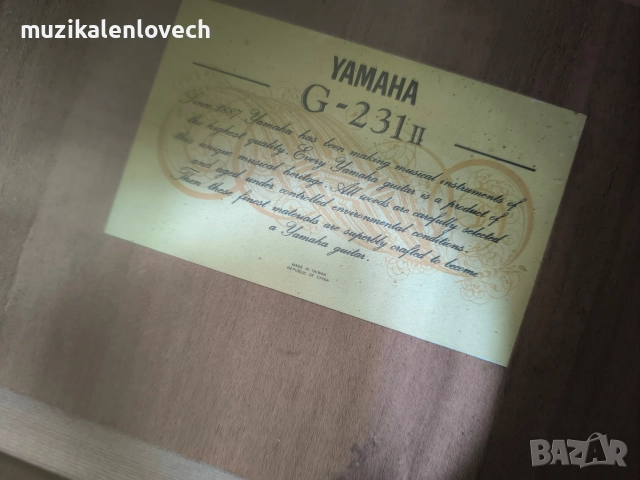 muzikalenlovech
YAMAHA
G-231II
Since 1887 Yamaha has been making musical instruments of
the highest quality. Every Yamaha guitar is a product of
this unique musical heritage. All woods are carefully selected
and aged under controlled environmental conditions.
Then these finest materials are superbly crafted to become
a Yamaha guitar.
MADE IN TAIWAN
REPUBLIC OF CHINA
BAZAR